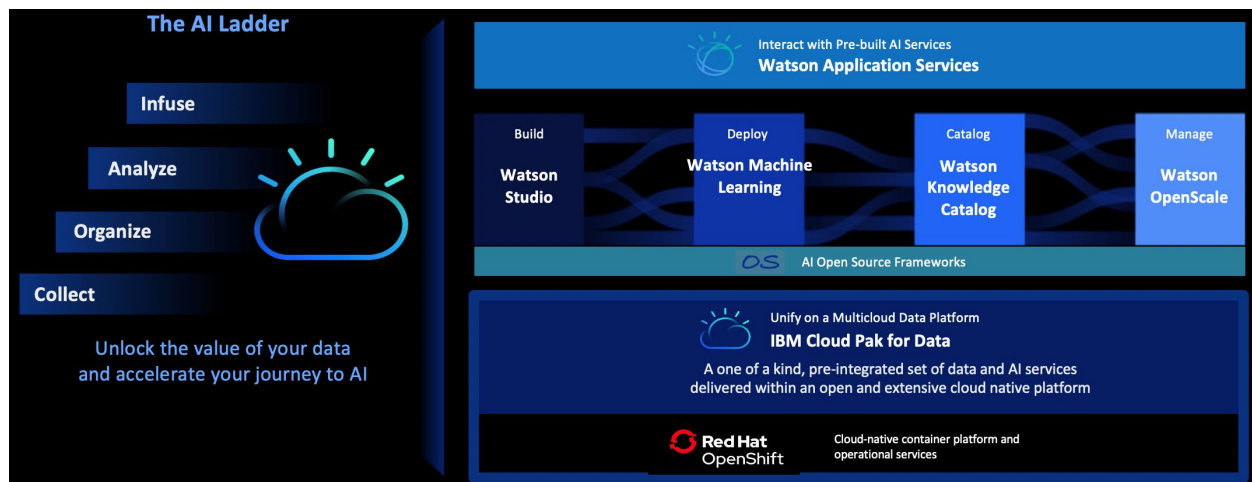 The AI Ladder
Infuse
Analyze
Organize
Collect
Unlock the value of your data
and accelerate your journey to AI
Interact with Pre-built AI Services
Watson Application Services
Build
Watson
Studio
Deploy
Watson Machine
Learning
Catalog
Watson
Knowledge
Catalog
Manage
Watson
OpenScale
OS AI Open Source Frameworks
Unify on a Multicloud Data Platform
IBM Cloud Pak for Data
A one of a kind, pre-integrated set of data and AI services
delivered within an open and extensive cloud native platform
Red Hat
OpenShift
Cloud-native container platform and
operational services